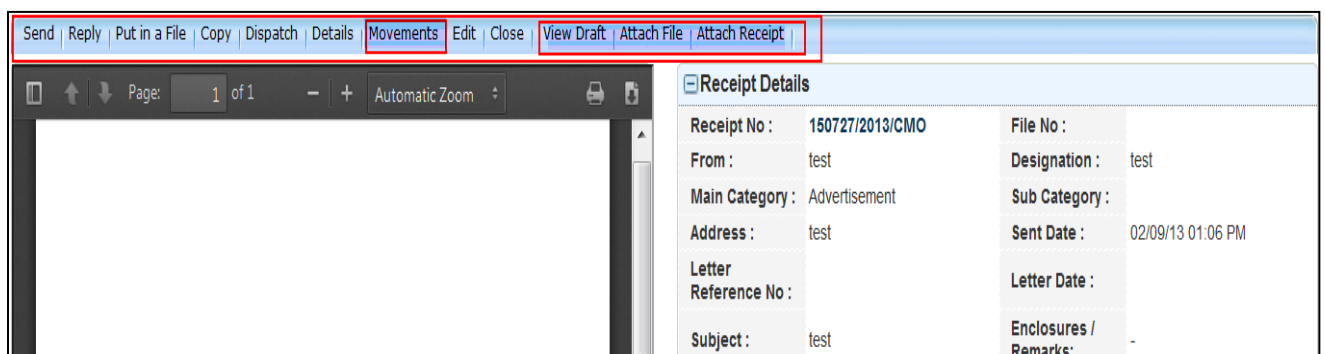 Send | Reply | Put in a File | Copy | Dispatch | Details | Movements Edit | Close | View Draft | Attach File | Attach Receipt |
Page: 1 of 1 − + Automatic Zoom
Receipt Details
Receipt No : 150727/2013/CMO File No :
From : test Designation : test
Main Category : Advertisement Sub Category :
Address : test Sent Date : 02/09/13 01:06 PM
Letter
Reference No : Letter Date :
Subject : test Enclosures /
Remarks: -